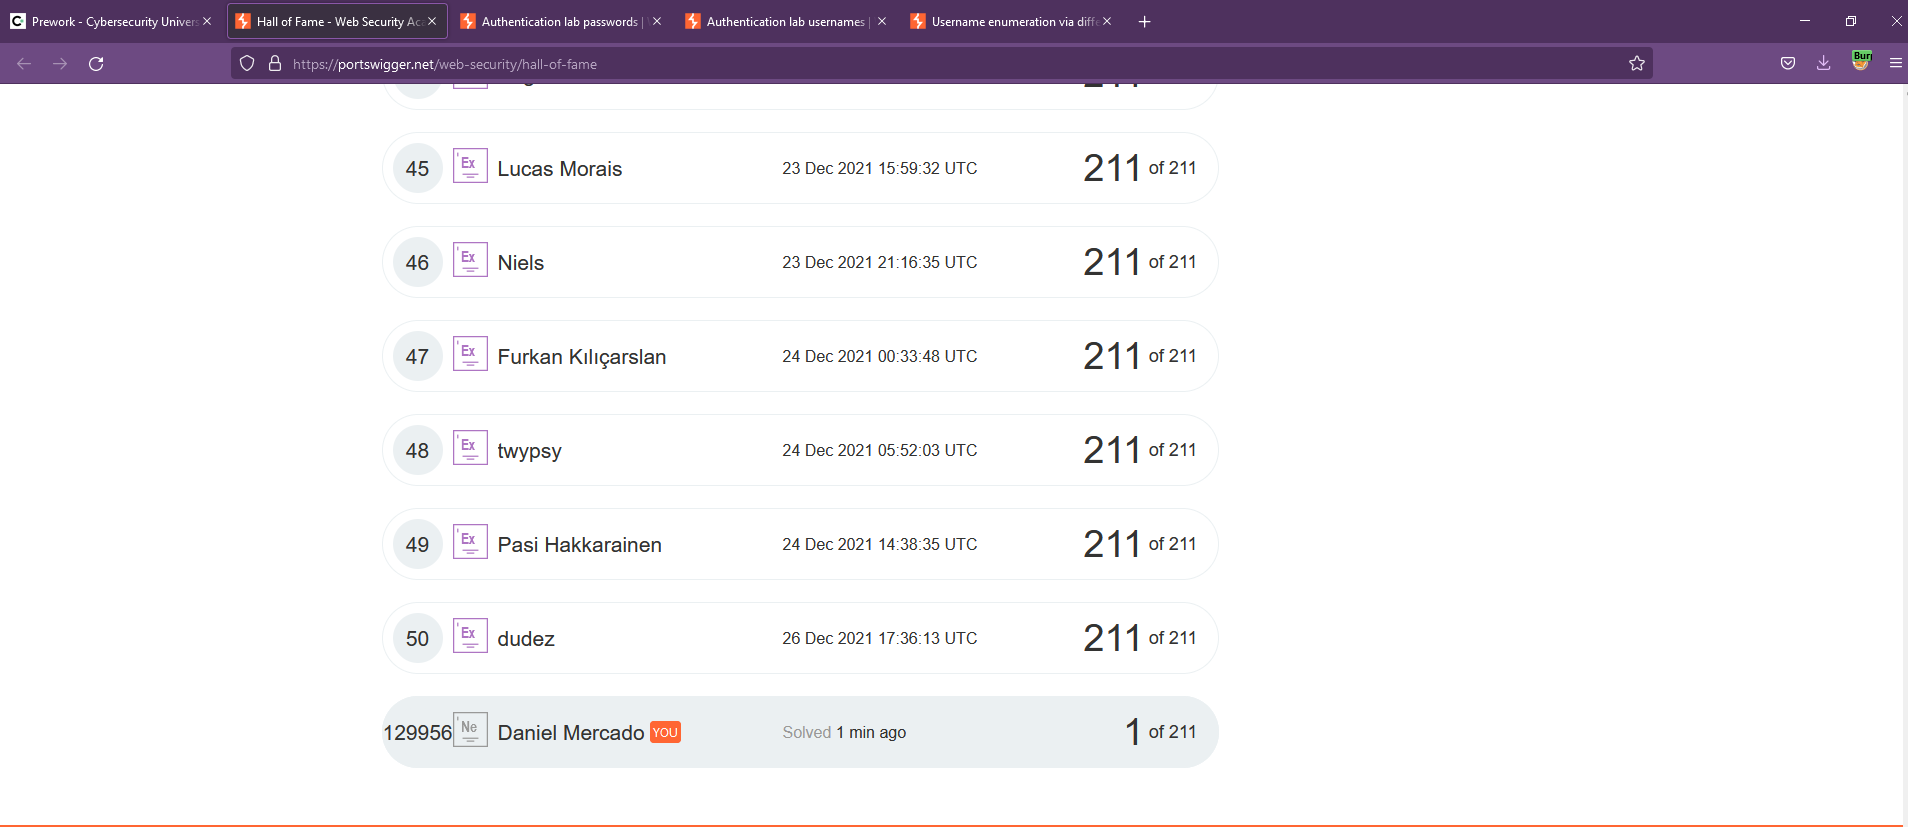 Prework - Cybersecurity Univers
Hall of Fame - Web Security Aca
Authentication lab passwords |
Authentication lab usernames |
Username enumeration via diffe
https://portswigger.net/web-security/hall-of-fame
Bur
45 Ex Lucas Morais 23 Dec 2021 15:59:32 UTC 211 of 211
46 Ex Niels 23 Dec 2021 21:16:35 UTC 211 of 211
47 Ex Furkan Kılıçarslan 24 Dec 2021 00:33:48 UTC 211 of 211
48 Ex twypsy 24 Dec 2021 05:52:03 UTC 211 of 211
49 Ex Pasi Hakkarainen 24 Dec 2021 14:38:35 UTC 211 of 211
50 Ex dudez 26 Dec 2021 17:36:13 UTC 211 of 211
129956 Ne Daniel Mercado YOU Solved 1 min ago 1 of 211